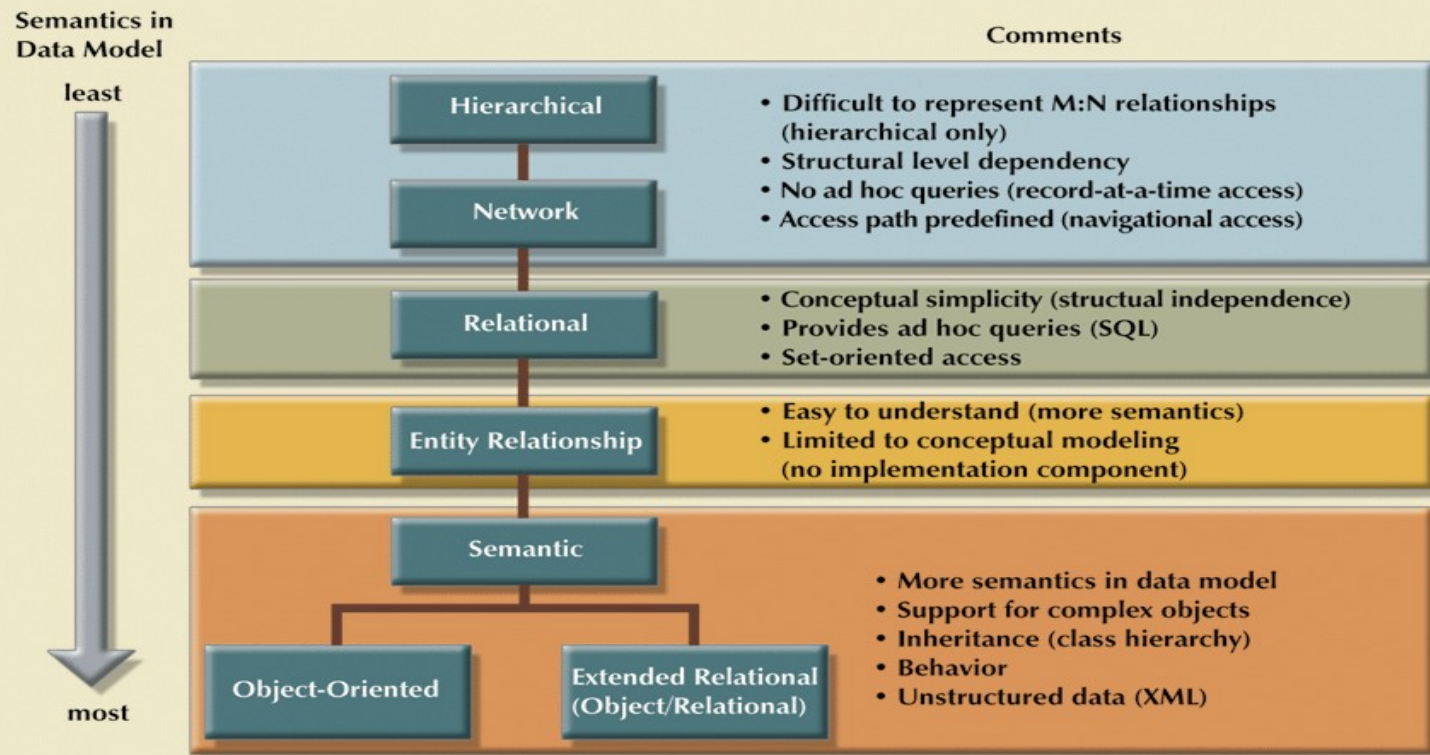 Semantics in
Data Model
least
most
Comments
Hierarchical
Network
• Difficult to represent M:N relationships
(hierarchical only)
• Structural level dependency
• No ad hoc queries (record-at-a-time access)
• Access path predefined (navigational access)
Relational
• Conceptual simplicity (structual independence)
• Provides ad hoc queries (SQL)
• Set-oriented access
Entity Relationship
• Easy to understand (more semantics)
• Limited to conceptual modeling
(no implementation component)
Semantic
Object-Oriented
Extended Relational
(Object/Relational)
• More semantics in data model
• Support for complex objects
• Inheritance (class hierarchy)
• Behavior
• Unstructured data (XML)